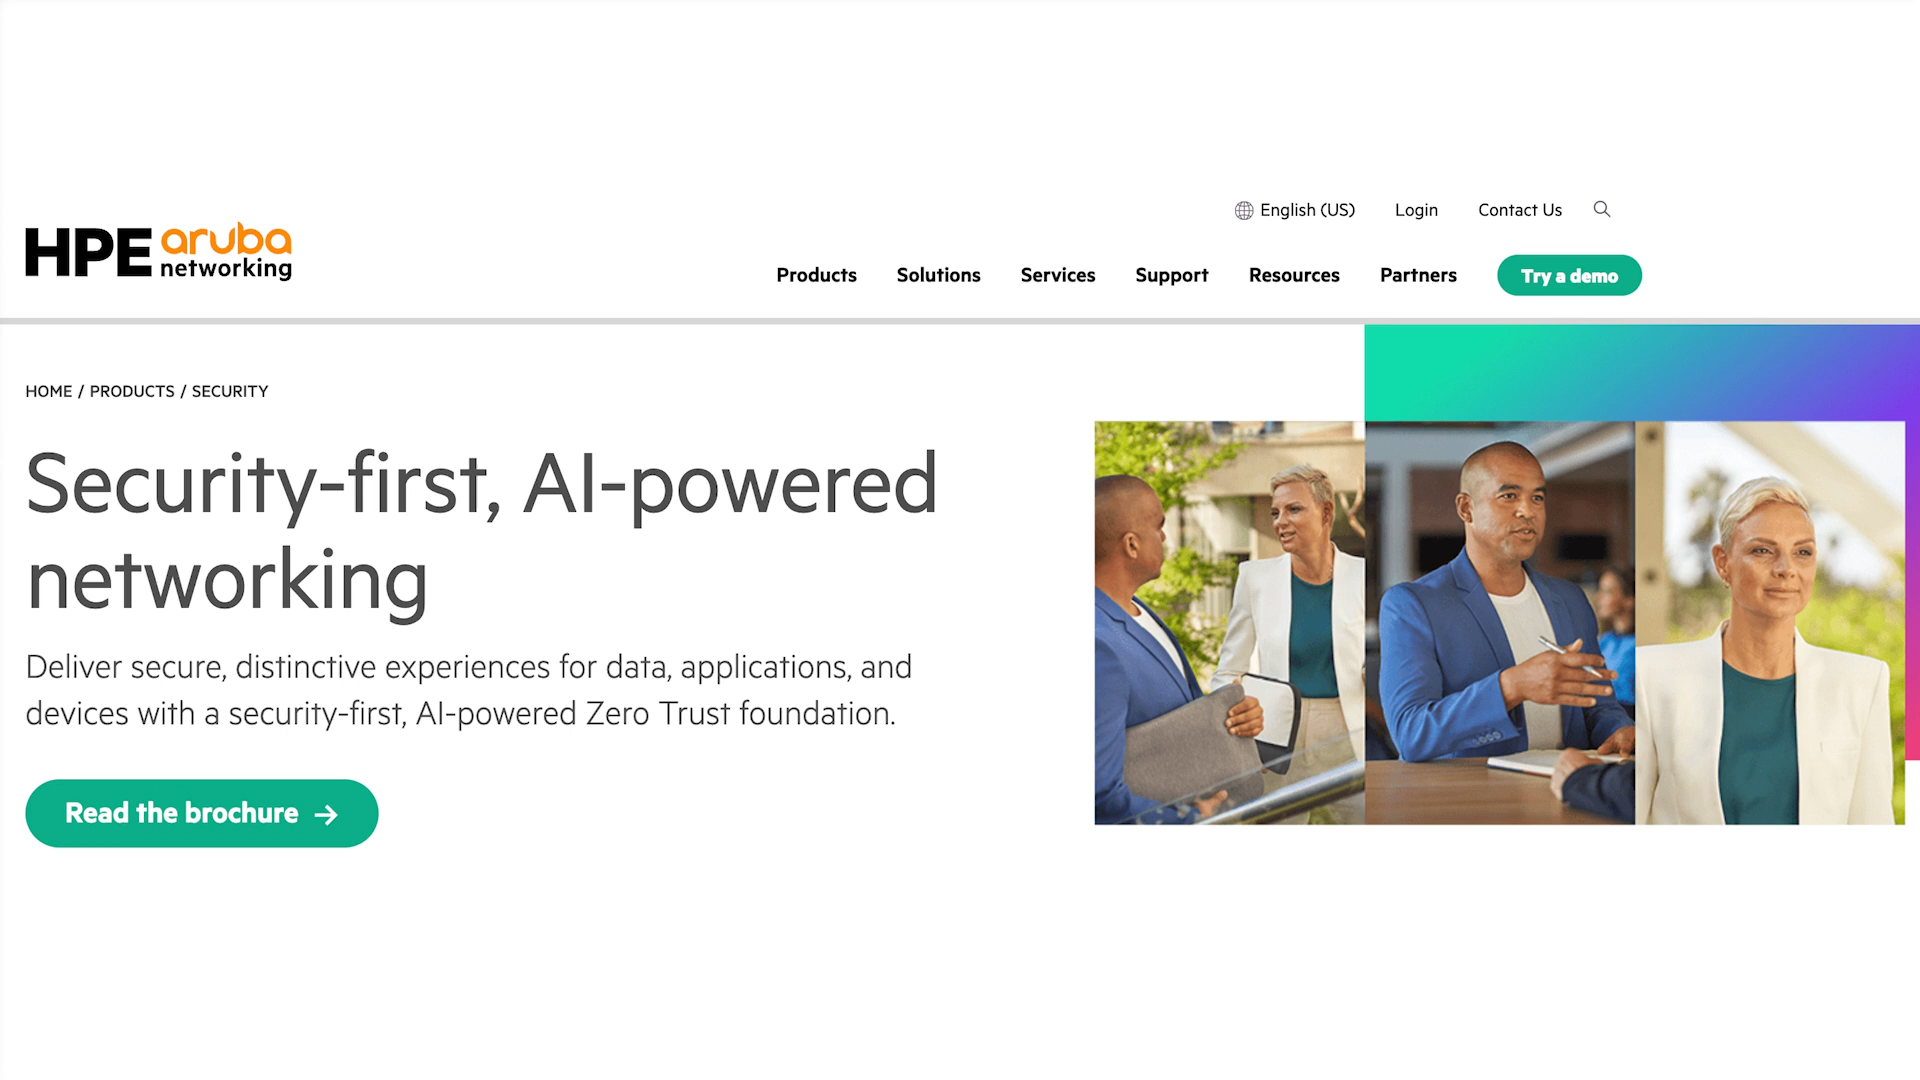 English (US) Login Contact Us
HPE aruba
networking
Products Solutions Services Support Resources Partners Try a demo
HOME / PRODUCTS / SECURITY
Security-first, AI-powered
networking
Deliver secure, distinctive experiences for data, applications, and
devices with a security-first, AI-powered Zero Trust foundation.
Read the brochure →